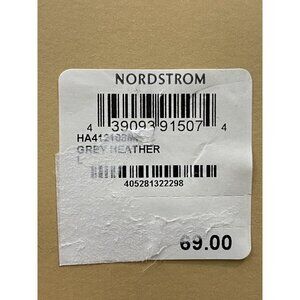 NORDSTROM
4 39093 91507 4
GREY HEATHER
L
405281322298
69.00